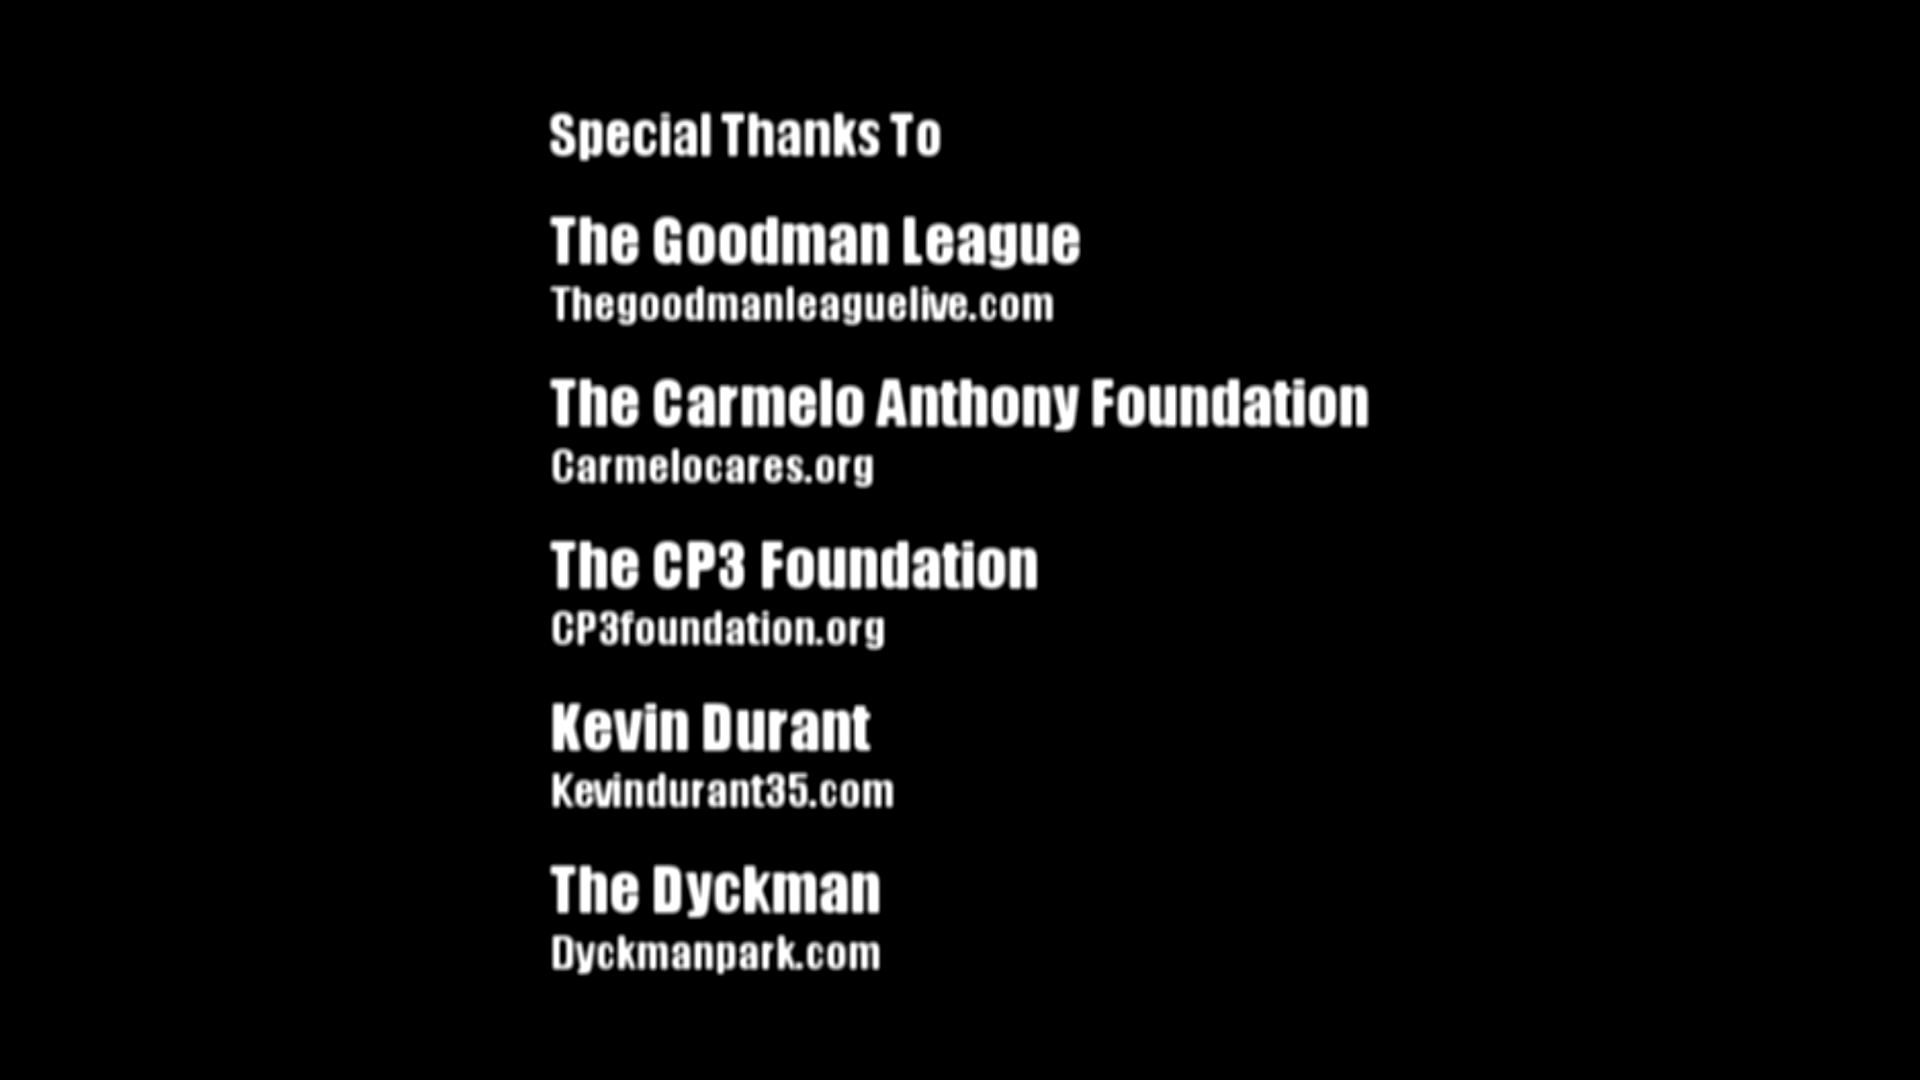 Special Thanks To
The Goodman League
Thegoodmanleaguelive.com
The Carmelo Anthony Foundation
Carmelocares.org
The CP3 Foundation
CP3foundation.org
Kevin Durant
Kevindurant35.com
The Dyckman
Dyckmanpark.com